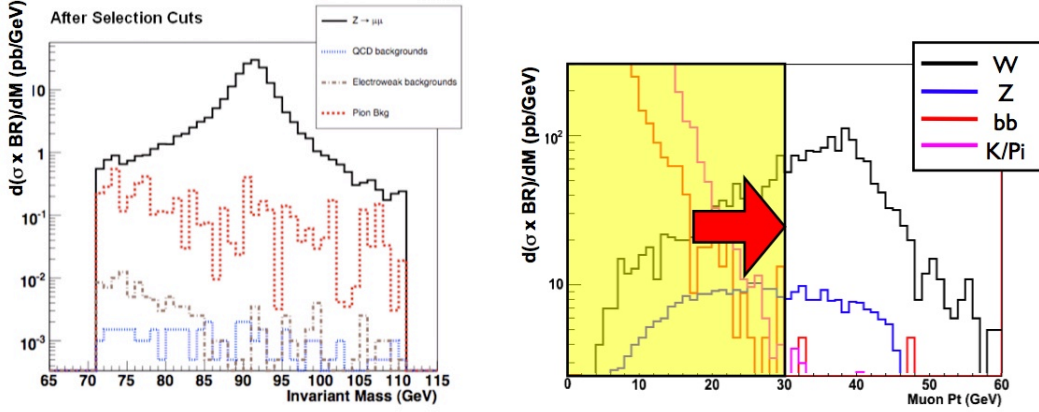 After Selection Cuts
Z → μμ
QCD backgrounds
Electroweak backgrounds
Pion Bkg
d(σ x BR)/dM (pb/GeV)
10
1
10⁻¹
10⁻²
10⁻³
65 70 75 80 85 90 95 100 105 110 115
Invariant Mass (GeV)
W
Z
bb
K/Pi
d(σ x BR)/dM (pb/GeV)
10²
10
0 10 20 30 40 50 60
Muon Pt (GeV)